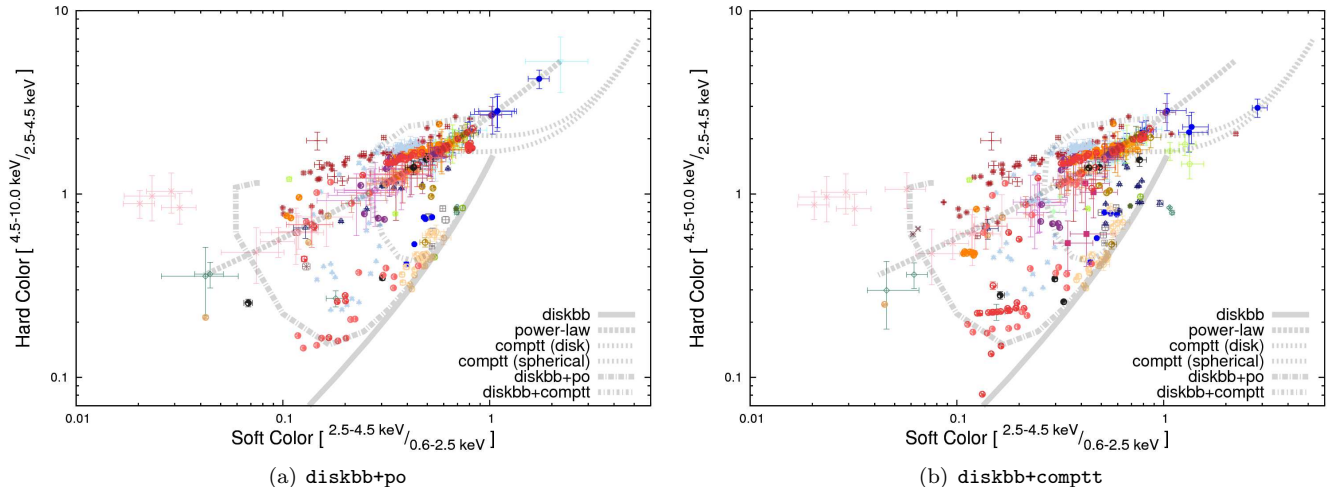 10
1
0.1
0.01
0.1
1
Hard Color [ 4.5-10.0 keV/2.5-4.5 keV ]
Soft Color [ 2.5-4.5 keV/0.6-2.5 keV ]
diskbb
power-law
comptt (disk)
comptt (spherical)
diskbb+po
diskbb+comptt
(a) diskbb+po
10
1
0.1
0.01
0.1
1
Hard Color [ 4.5-10.0 keV/2.5-4.5 keV ]
Soft Color [ 2.5-4.5 keV/0.6-2.5 keV ]
diskbb
power-law
comptt (disk)
comptt (spherical)
diskbb+po
diskbb+comptt
(b) diskbb+comptt